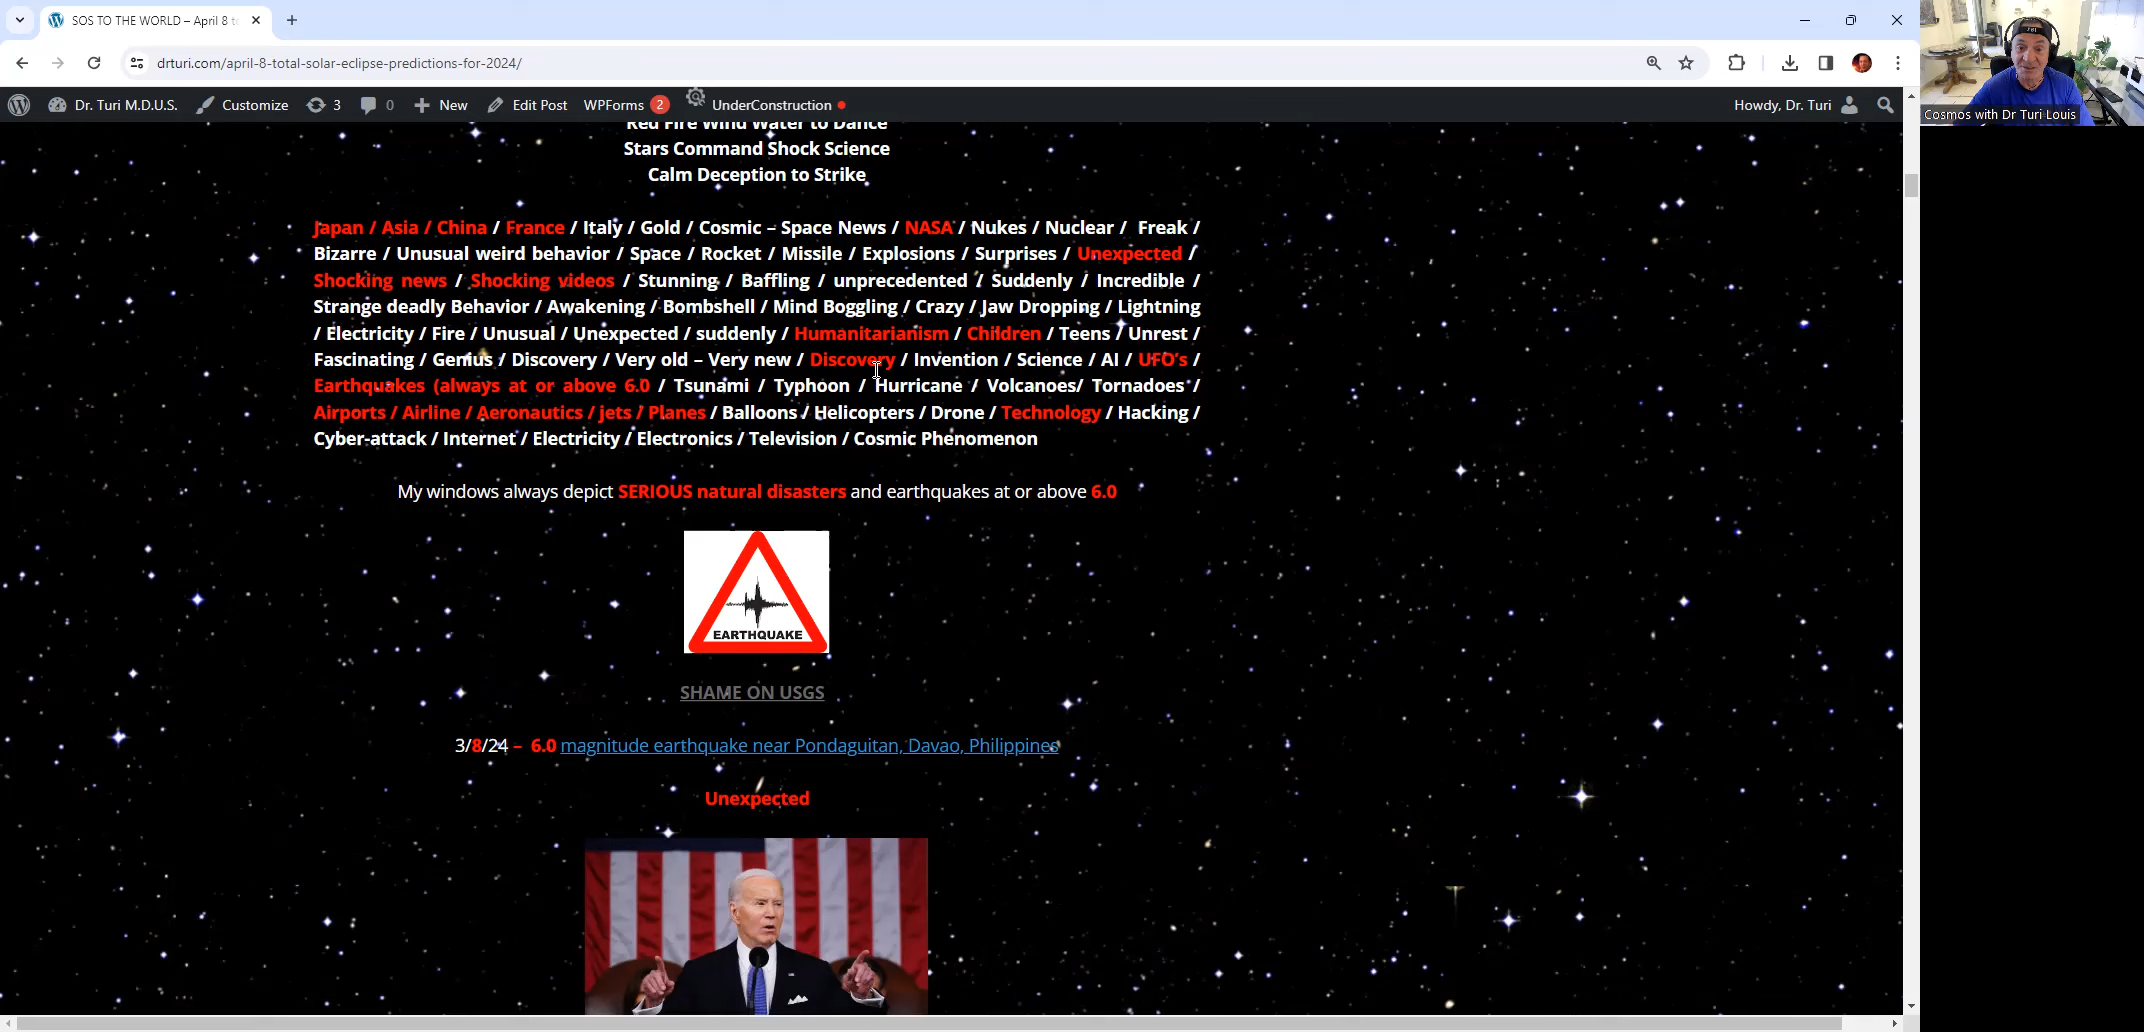 SOS TO THE WORLD – April 8 to
drturi.com/april-8-total-solar-eclipse-predictions-for-2024/
Dr. Turi M.D.U.S. Customize 3 0 New Edit Post WPForms 2 UnderConstruction Howdy, Dr. Turi
Cosmos with Dr Turi Louis
Red Fire Wind Water to Dance
Stars Command Shock Science
Calm Deception to Strike
Japan / Asia / China / France / Italy / Gold / Cosmic – Space News / NASA / Nukes / Nuclear / Freak /
Bizarre / Unusual weird behavior / Space / Rocket / Missile / Explosions / Surprises / Unexpected /
Shocking news / Shocking videos / Stunning / Baffling / unprecedented / Suddenly / Incredible /
Strange deadly Behavior / Awakening / Bombshell / Mind Boggling / Crazy / Jaw Dropping / Lightning
/ Electricity / Fire / Unusual / Unexpected / suddenly / Humanitarianism / Children / Teens / Unrest /
Fascinating / Genius / Discovery / Very old – Very new / Discovery / Invention / Science / AI / UFO's /
Earthquakes (always at or above 6.0 / Tsunami / Typhoon / Hurricane / Volcanoes/ Tornadoes /
Airports / Airline / Aeronautics / jets / Planes / Balloons / Helicopters / Drone / Technology / Hacking /
Cyber-attack / Internet / Electricity / Electronics / Television / Cosmic Phenomenon
My windows always depict SERIOUS natural disasters and earthquakes at or above 6.0
EARTHQUAKE
SHAME ON USGS
3/8/24 – 6.0 magnitude earthquake near Pondaguitan, Davao, Philippines
Unexpected